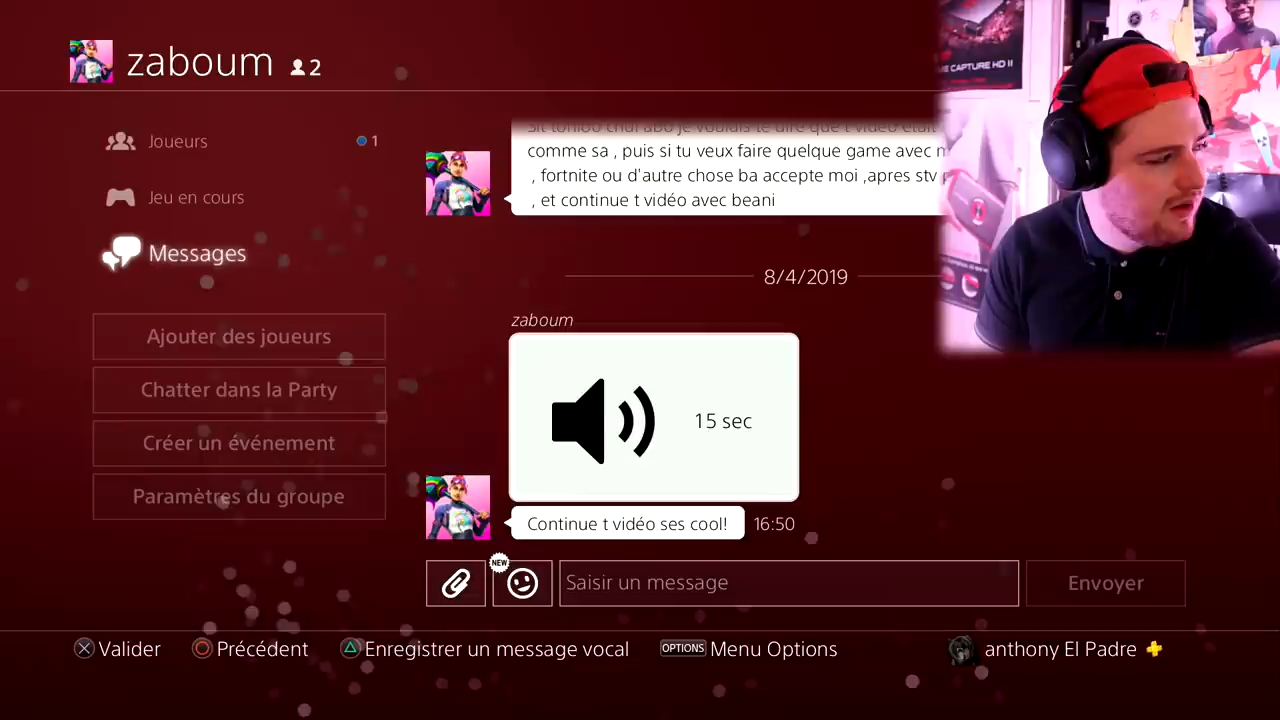 zaboum 2
Joueurs 1
Jeu en cours
Messages
Ajouter des joueurs
Chatter dans la Party
Créer un événement
Paramètres du groupe
comme sa , puis si tu veux faire quelque game avec
, fortnite ou d'autre chose ba accepte moi ,apres stv
, et continue t vidéo avec beani
8/4/2019
zaboum
15 sec
Continue t vidéo ses cool! 16:50
NEW
Saisir un message
Envoyer
Valider
Précédent
Enregistrer un message vocal
OPTIONS Menu Options
anthony El Padre
CAPTURE HD II